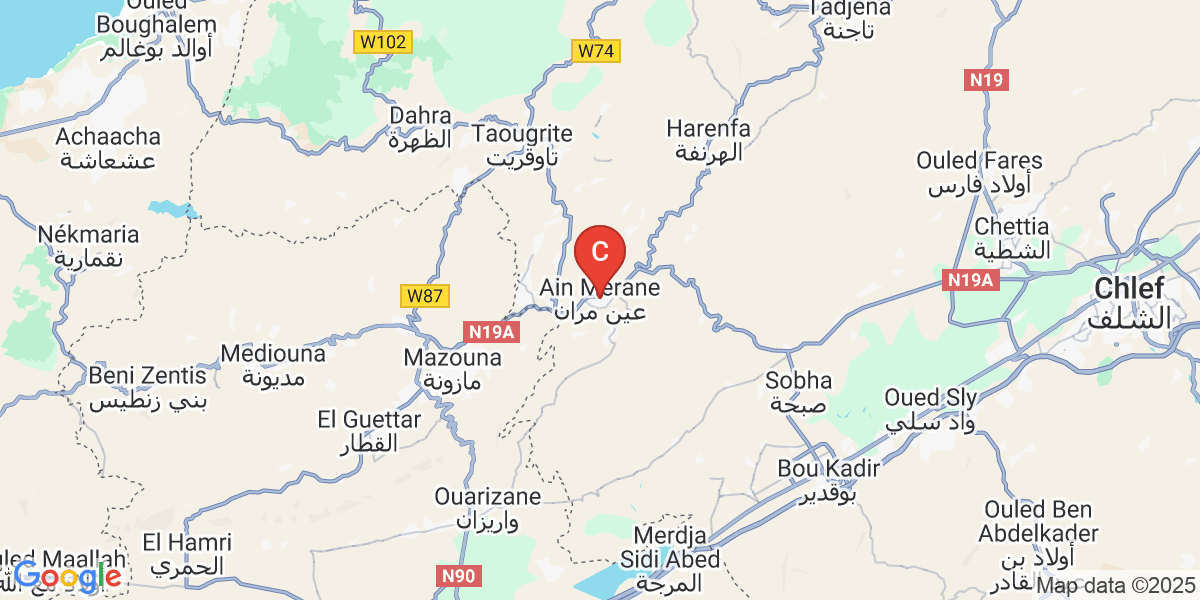 Ouled
Boughalem
أولاد بوغالم
W102
W74
Tadjena
تاجنة
N19
Achaacha
عشعاشة
Dahra
الظهرة
Taougrite
تاوقريت
Harenfa
الهرنفة
Ouled Fares
أولاد فارس
Nékmaria
نقمارية
Chettia
الشطية
C
Ain Merane
عين مران
W87
N19A
Chlef
الشلف
N19A
Mediouna
مديونة
Mazouna
مازونة
Beni Zentis
بني زنطيس
Sobha
صبحة
Oued Sly
واد سلي
El Guettar
القطار
Bou Kadir
بوقدير
Ouarizane
واريزان
Ouled Ben
Abdelkader
أولاد بن
القادر
El Hamri
الحمري
Merdja
Sidi Abed
المرجة
uled Maallah
N90
Google
Map data ©2025